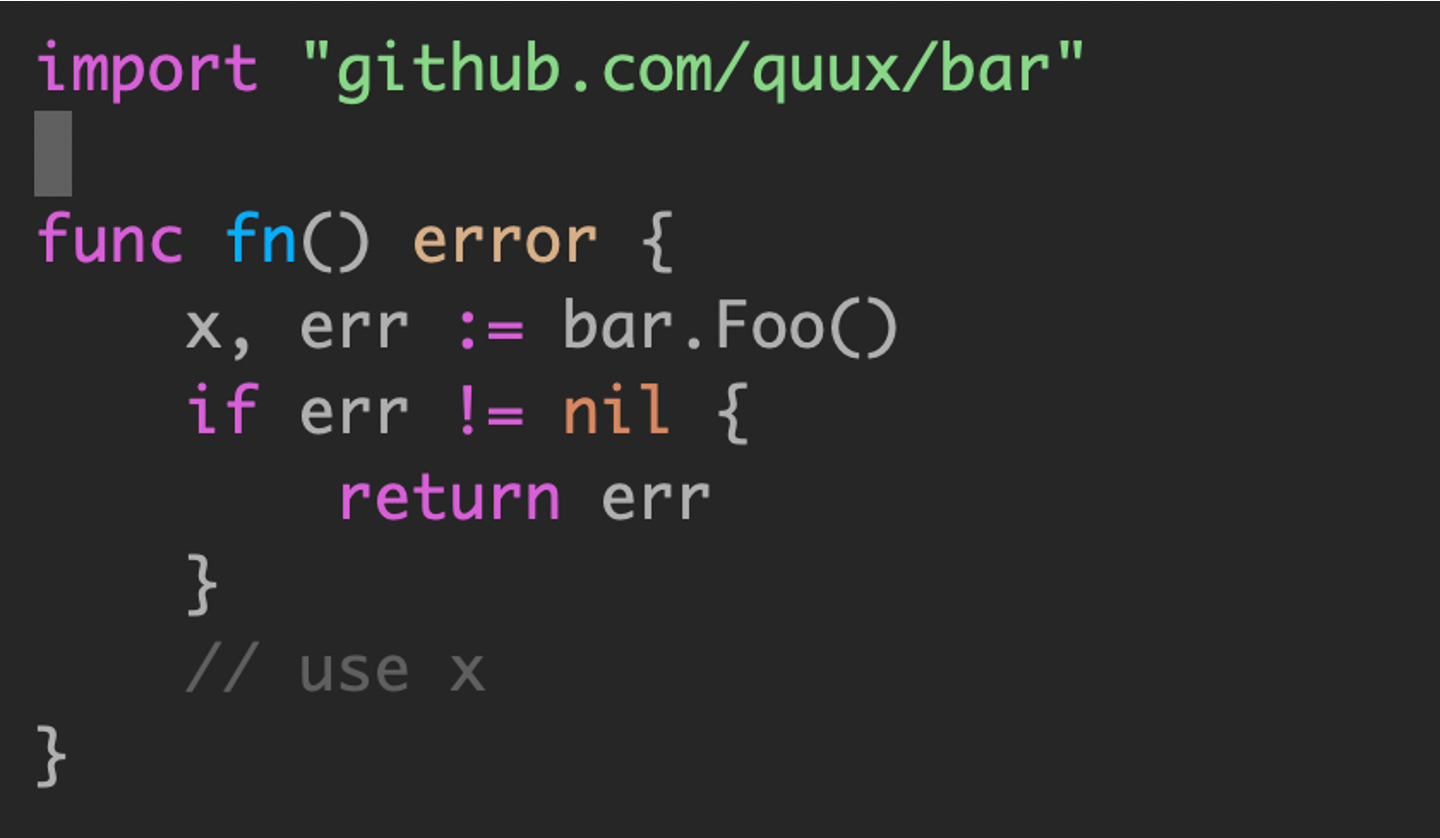 import "github.com/quux/bar"

func fn() error {
    x, err := bar.Foo()
    if err != nil {
        return err
    }
    // use x
}